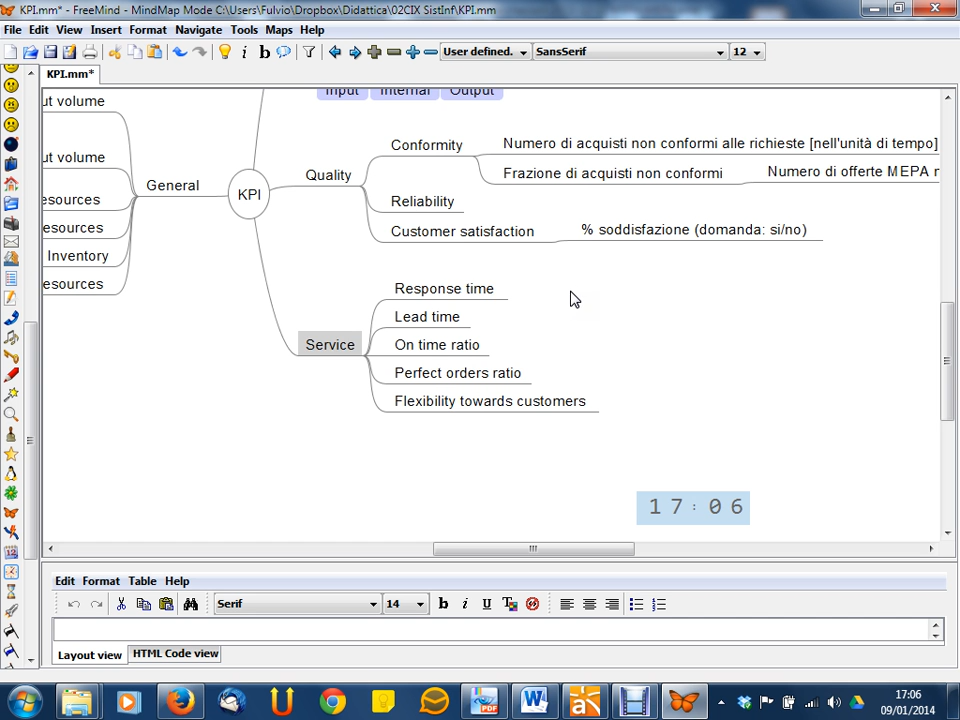 KPI.mm* - FreeMind - MindMap Mode C:\Users\Fulvio\Dropbox\Didattica\02CIX SistInf\KPI.mm
File Edit View Insert Format Navigate Tools Maps Help
User defined. SansSerif 12
KPI.mm*
Input Internal Output
ut volume
ut volume
esources
esources
Inventory
esources
General
KPI
Quality
Conformity
Numero di acquisti non conformi alle richieste [nell'unità di tempo]
Frazione di acquisti non conformi
Numero di offerte MEPA n
Reliability
Customer satisfaction
% soddisfazione (domanda: si/no)
Service
Response time
Lead time
On time ratio
Perfect orders ratio
Flexibility towards customers
17:06
Edit Format Table Help
Serif 14
Layout view HTML Code view
17:06
09/01/2014